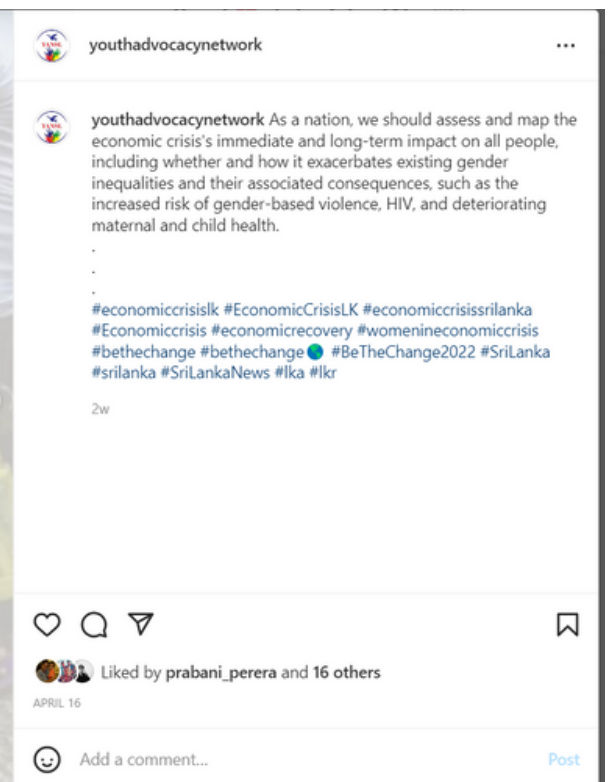 youthadvocacynetwork
youthadvocacynetwork As a nation, we should assess and map the
economic crisis's immediate and long-term impact on all people,
including whether and how it exacerbates existing gender
inequalities and their associated consequences, such as the
increased risk of gender-based violence, HIV, and deteriorating
maternal and child health.
.
.
.
#economiccrisislk #EconomicCrisisLK #economiccrisissrilanka
#Economiccrisis #economicrecovery #womenineconomiccrisis
#bethechange #bethechange🌎 #BeTheChange2022 #SriLanka
#srilanka #SriLankaNews #lka #lkr
2w
Liked by prabani_perera and 16 others
APRIL 16
Add a comment... Post